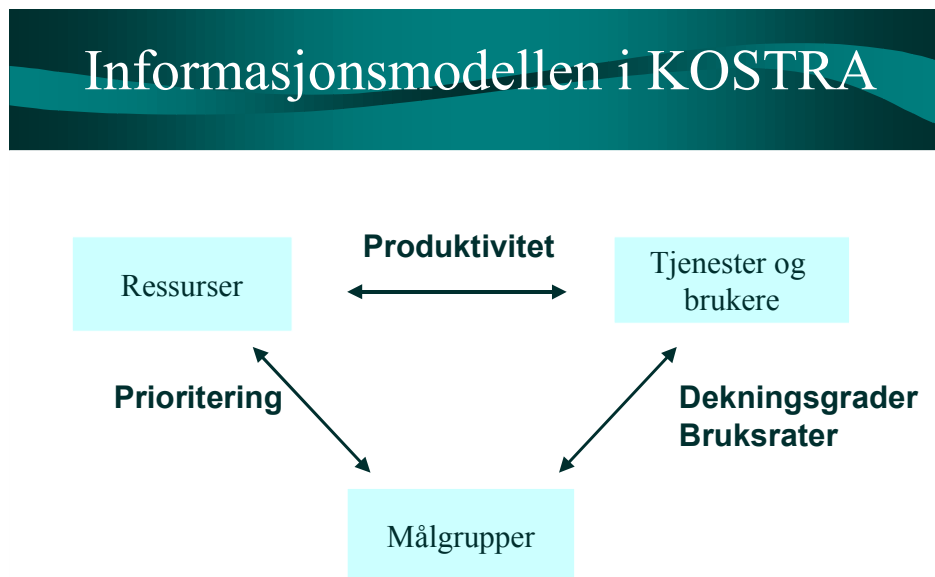 Informasjonsmodellen i KOSTRA
Produktivitet
Ressurser
Tjenester og
brukere
Prioritering
Dekningsgrader
Bruksrater
Målgrupper